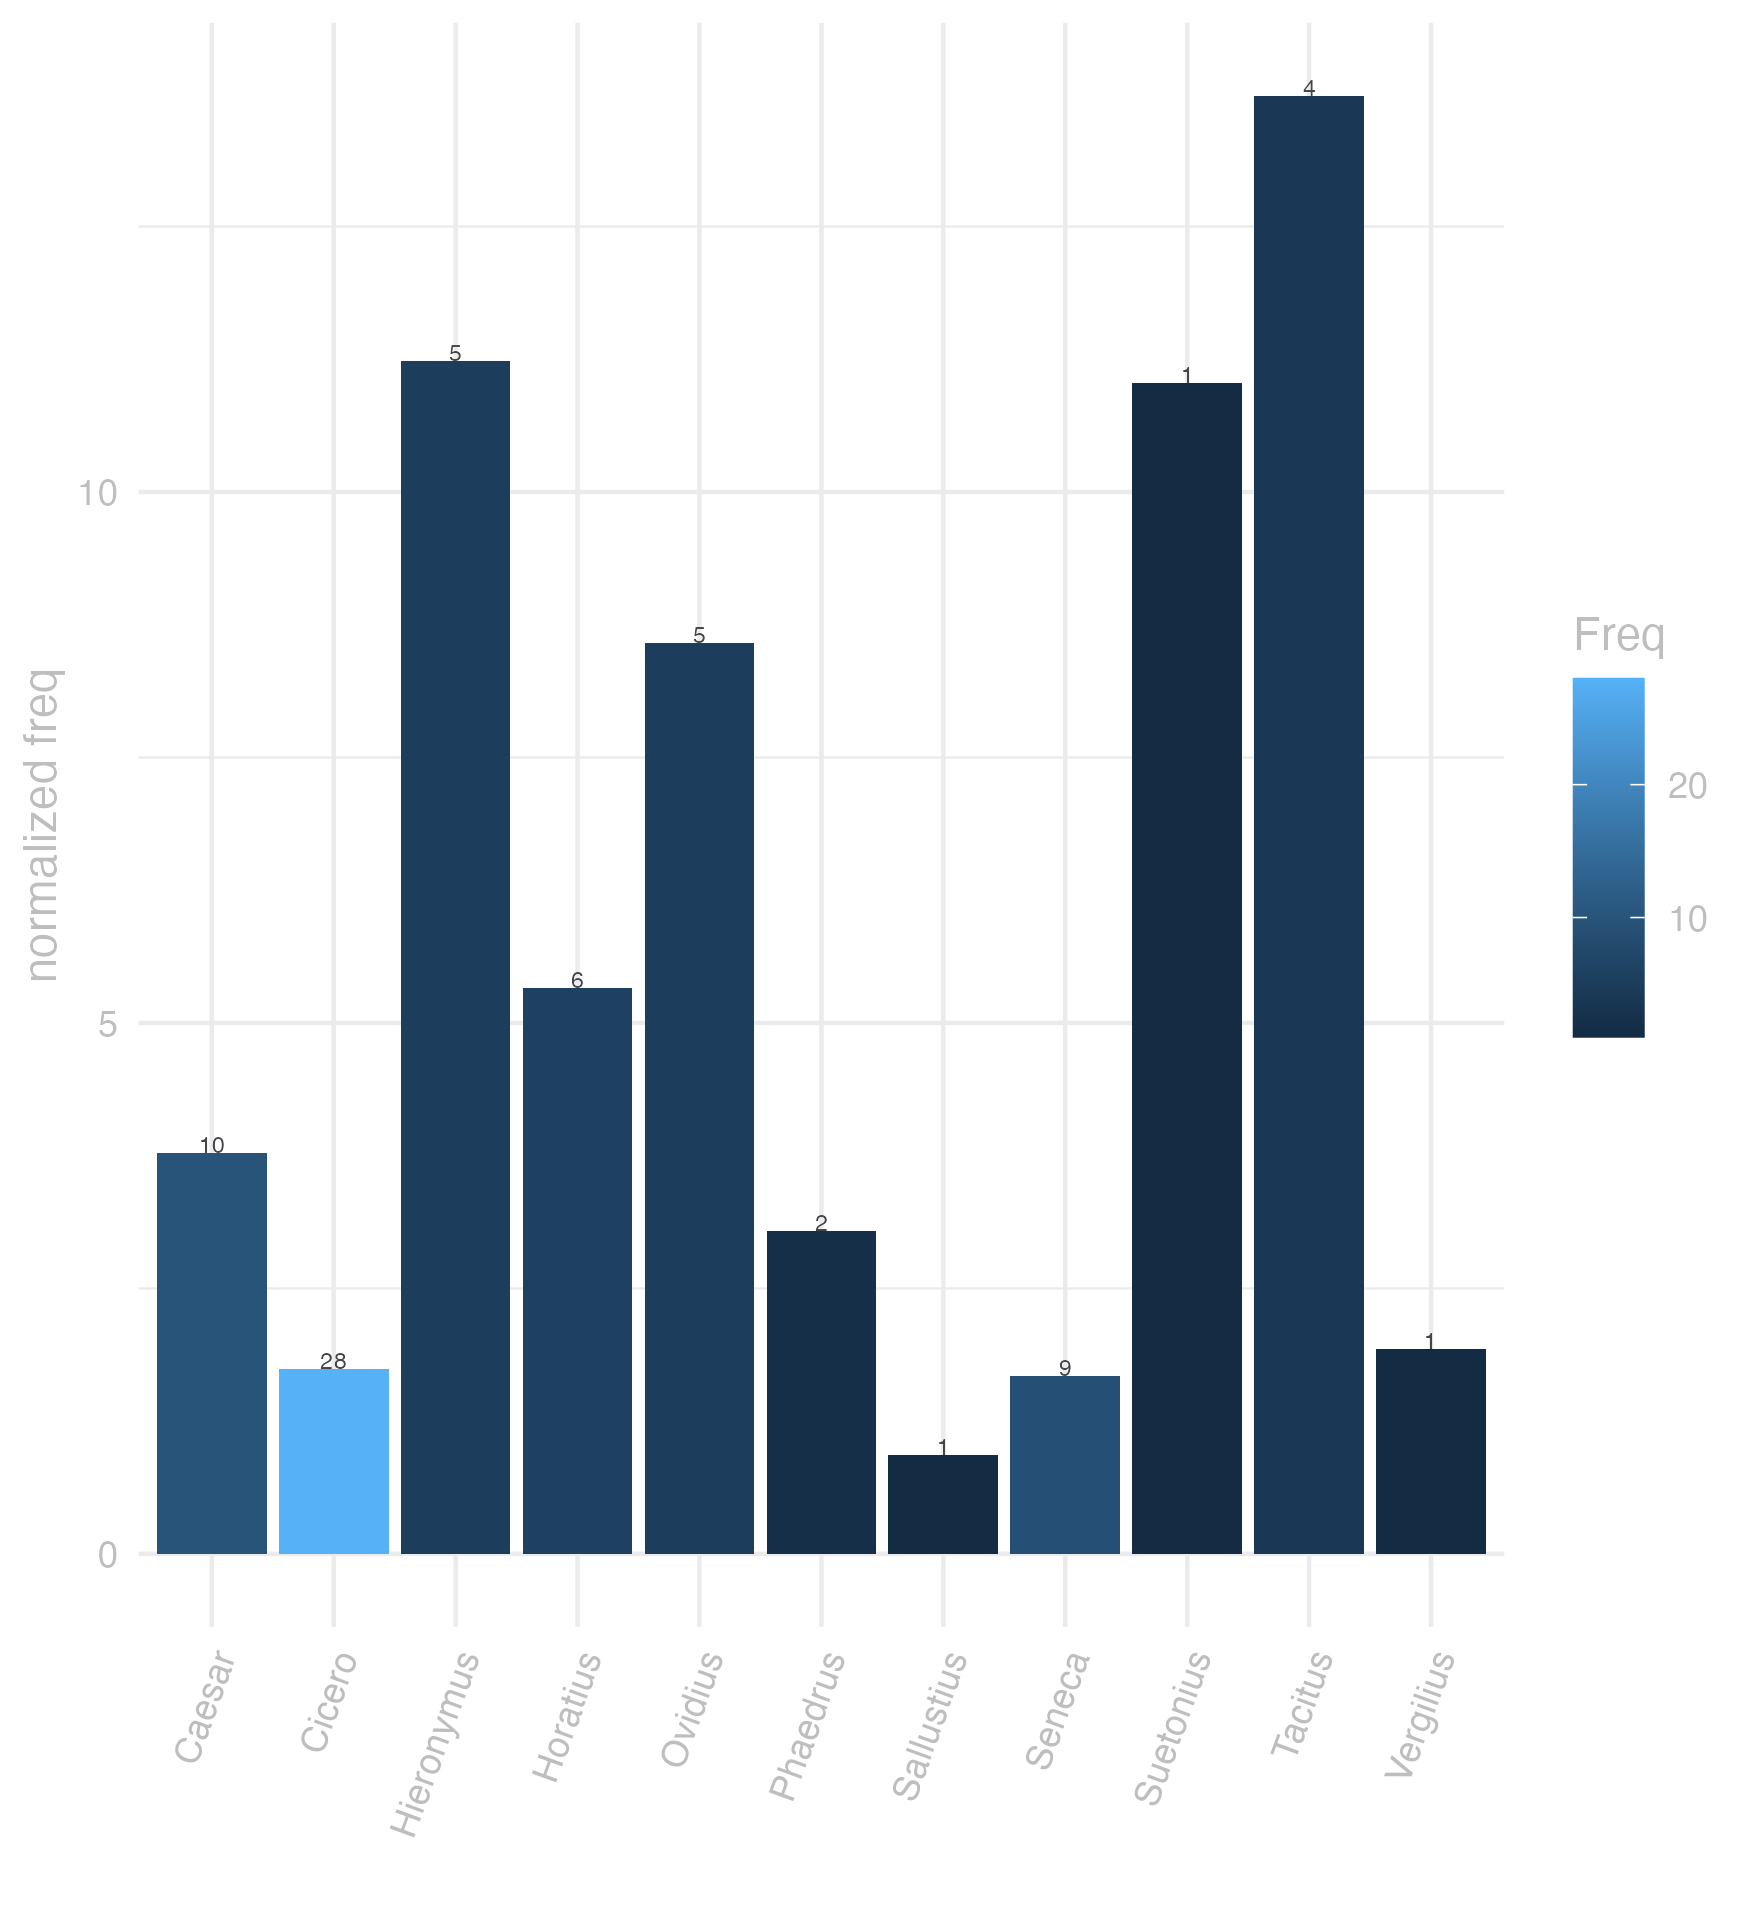 4
5
1
10
5
Freq
20
normalized freq
10
6
5
10
2
1
28
9
1
0
Caesar
Cicero
Hieronymus
Horatius
Ovidius
Phaedrus
Sallustius
Seneca
Suetonius
Tacitus
Vergilius